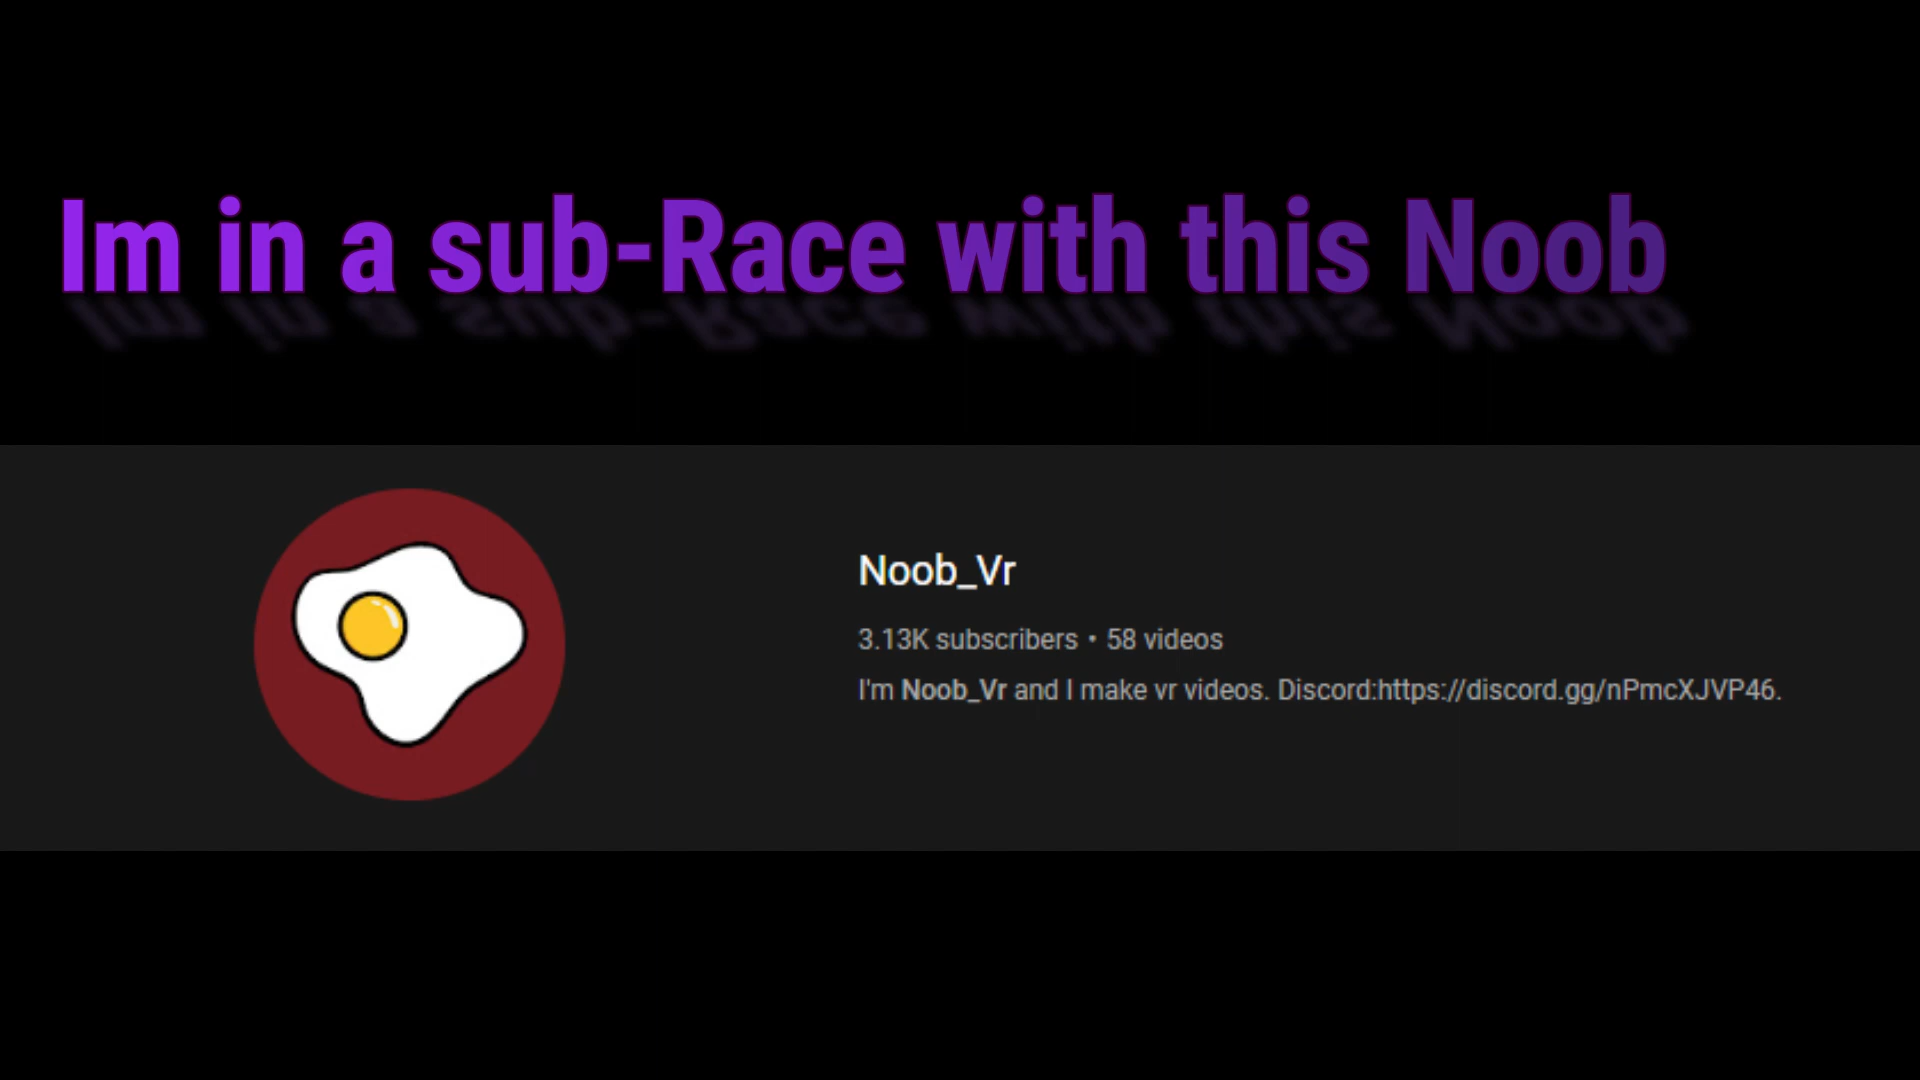 Im in a sub-Race with this Noob
Noob_Vr
3.13K subscribers • 58 videos
I'm Noob_Vr and I make vr videos. Discord:https://discord.gg/nPmcXJVP46.